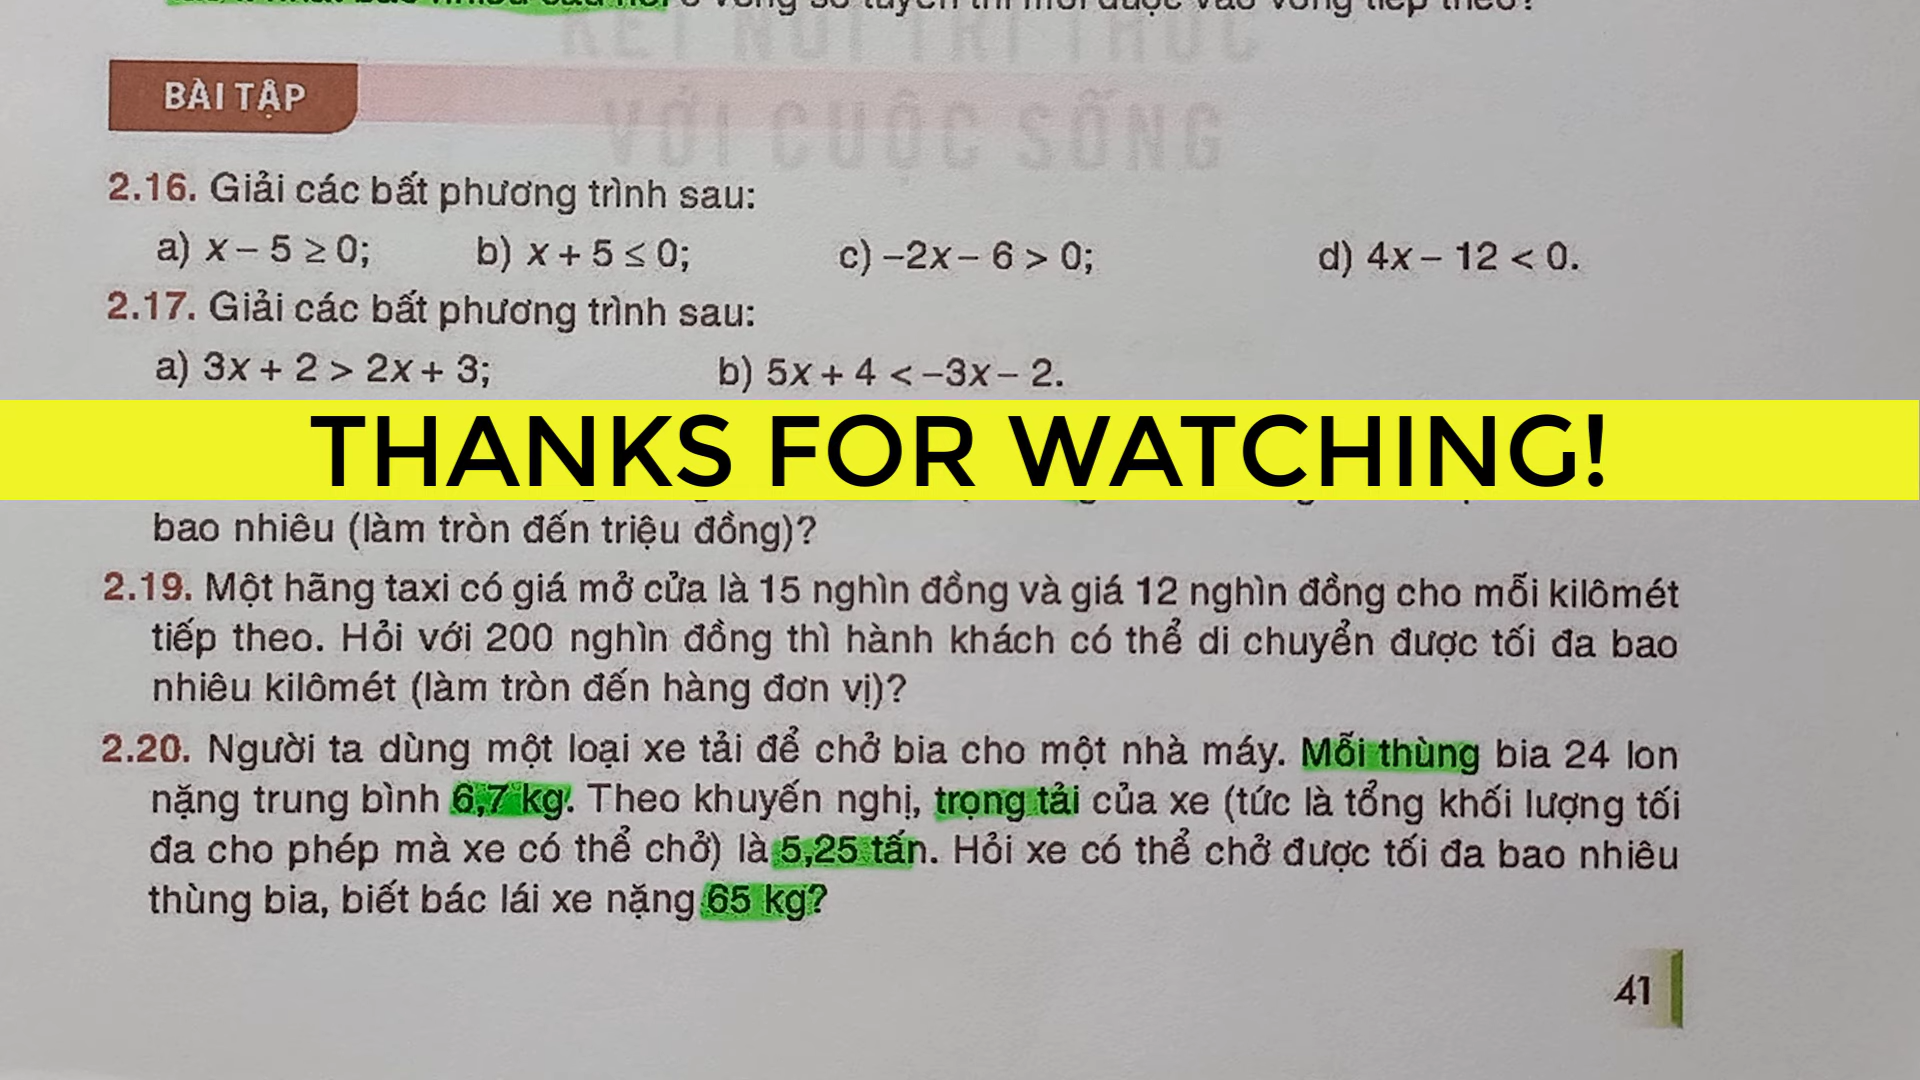 KẾT NỐI TRI THỨC
BÀI TẬP
VỚI CUỘC SỐNG
2.16. Giải các bất phương trình sau:
a) x – 5 ≥ 0; b) x + 5 ≤ 0; c) –2x – 6 > 0; d) 4x – 12 < 0.
2.17. Giải các bất phương trình sau:
a) 3x + 2 > 2x + 3; b) 5x + 4 < –3x – 2.
THANKS FOR WATCHING!
bao nhiêu (làm tròn đến triệu đồng)?
2.19. Một hãng taxi có giá mở cửa là 15 nghìn đồng và giá 12 nghìn đồng cho mỗi kilômét
tiếp theo. Hỏi với 200 nghìn đồng thì hành khách có thể di chuyển được tối đa bao
nhiêu kilômét (làm tròn đến hàng đơn vị)?
2.20. Người ta dùng một loại xe tải để chở bia cho một nhà máy. Mỗi thùng bia 24 lon
nặng trung bình 6,7 kg. Theo khuyến nghị, trọng tải của xe (tức là tổng khối lượng tối
đa cho phép mà xe có thể chở) là 5,25 tấn. Hỏi xe có thể chở được tối đa bao nhiêu
thùng bia, biết bác lái xe nặng 65 kg?
41